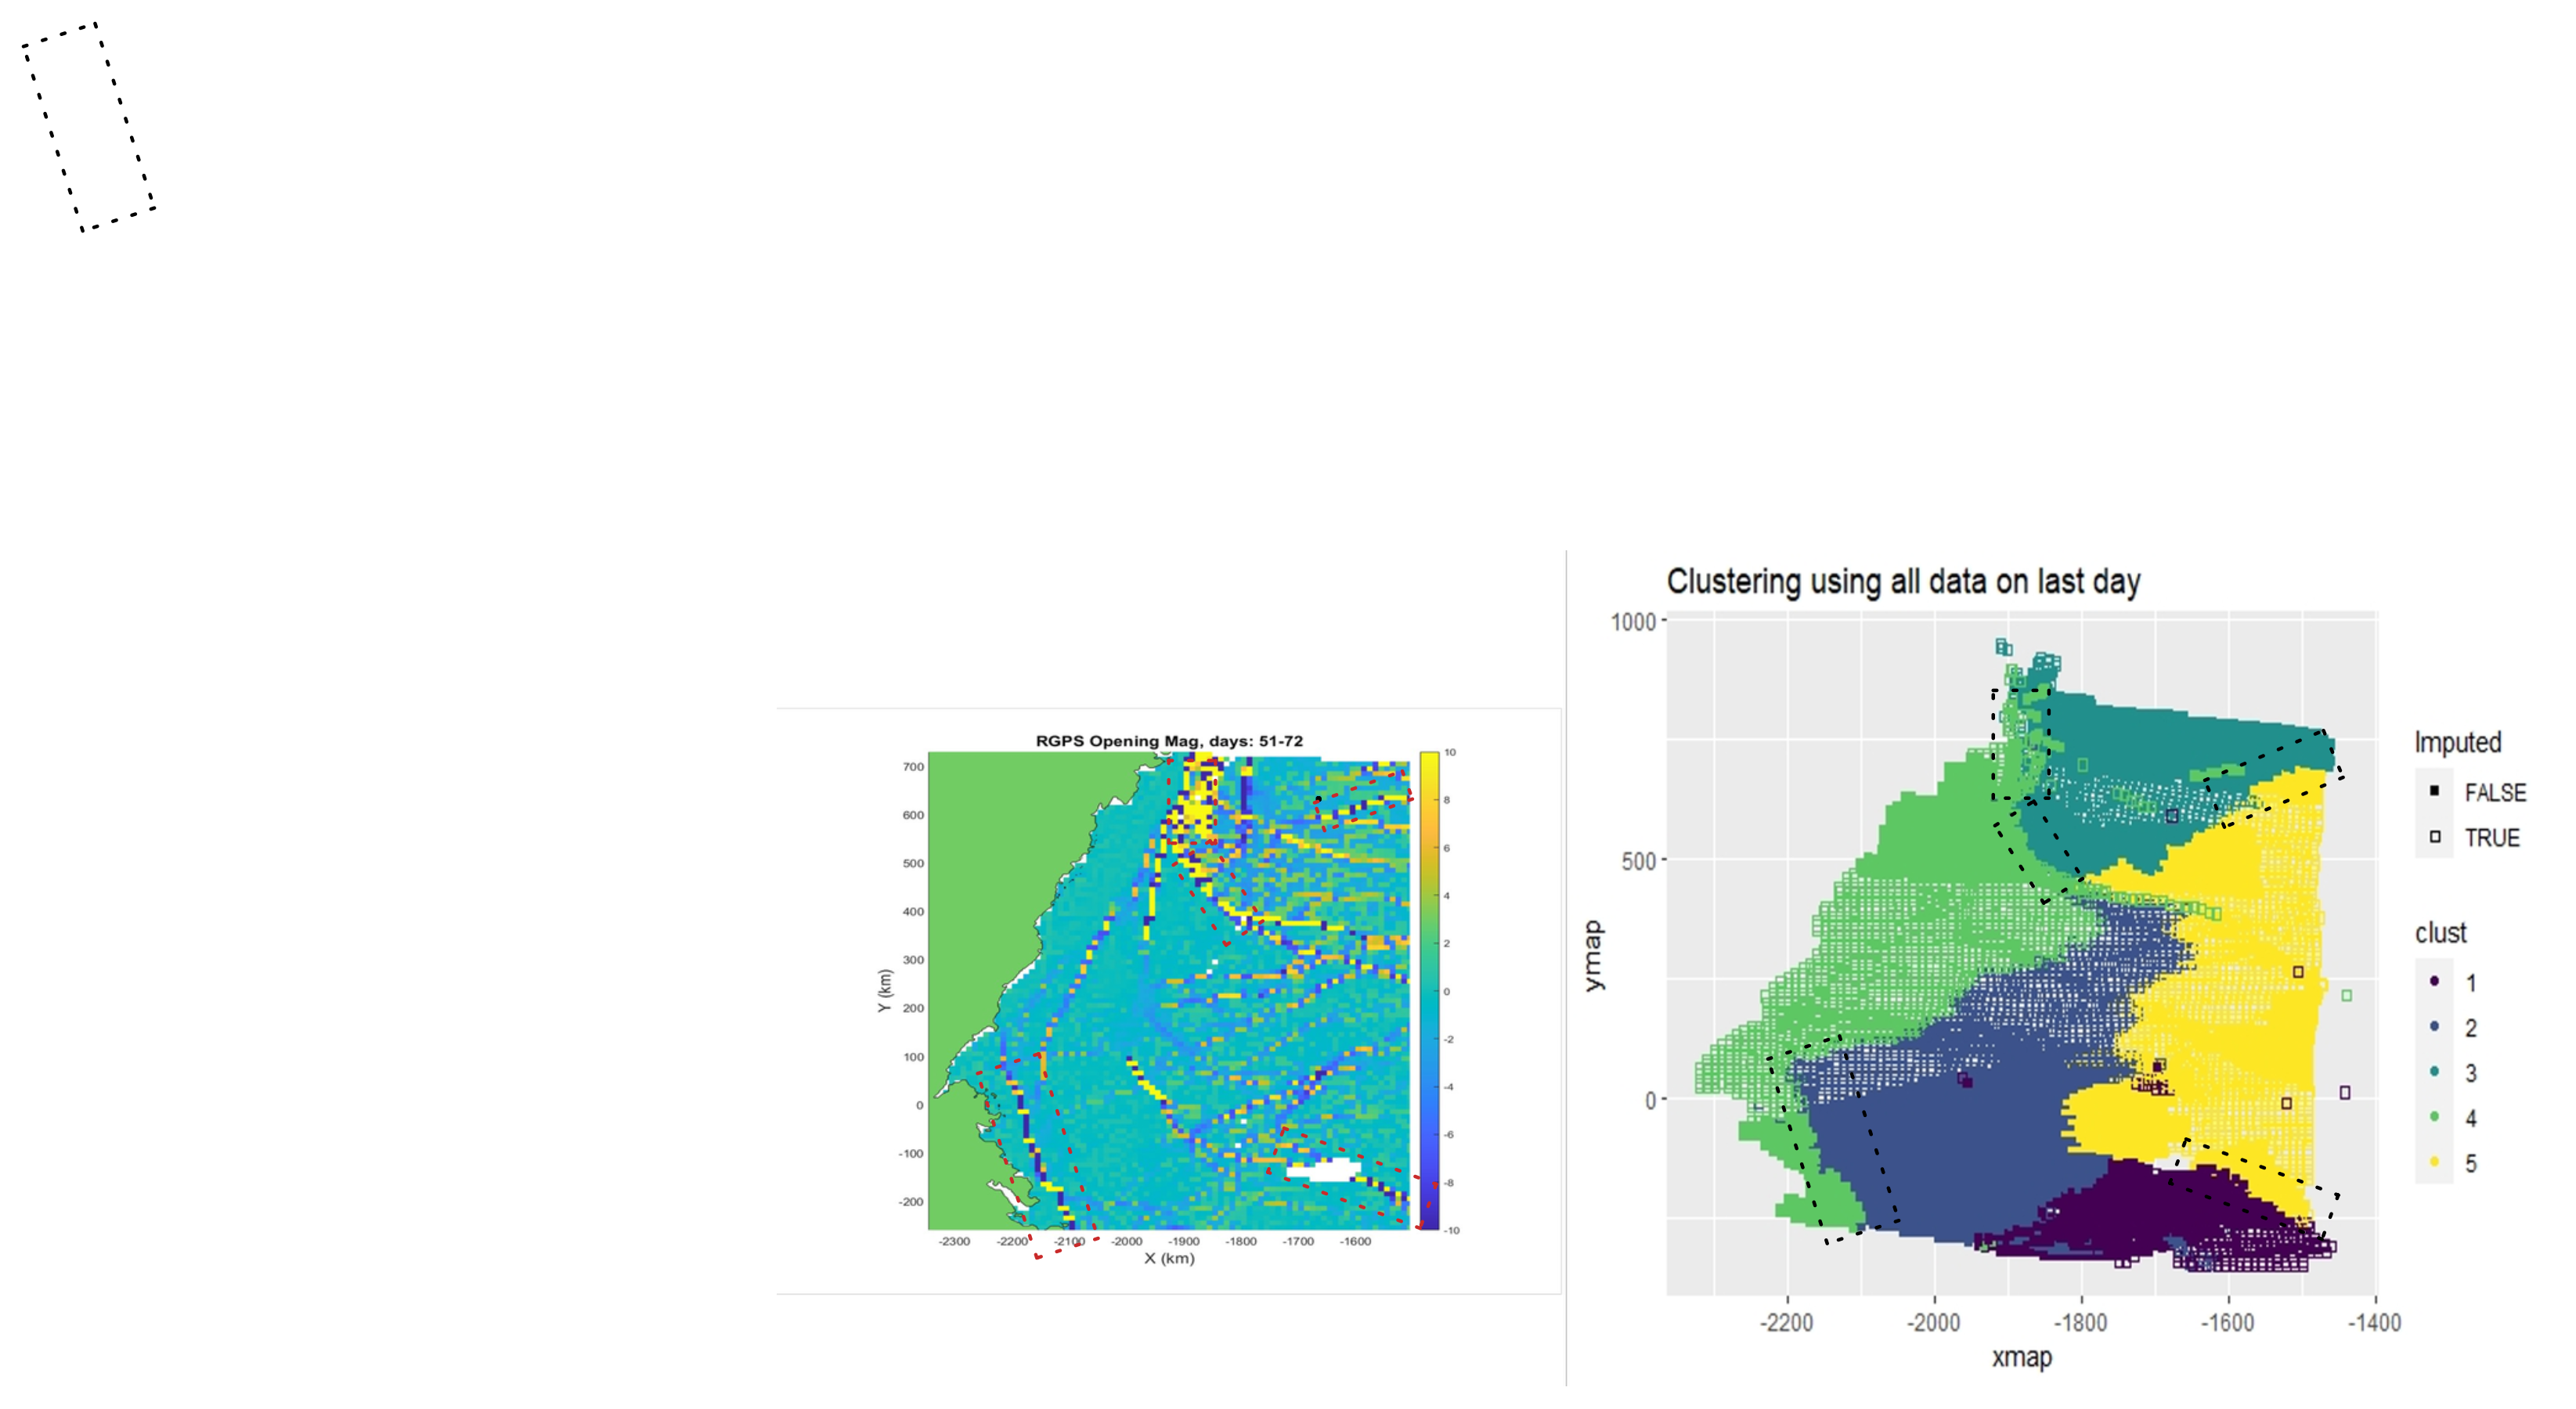 RGPS Opening Mag, days: 51-72
700
600
500
400
300
200
100
0
-100
-200
Y (km)
-2300 -2200 -2100 -2000 -1900 -1800 -1700 -1600
X (km)
10
8
6
4
2
0
-2
-4
-6
-8
-10
Clustering using all data on last day
1000
500
0
ymap
-2200 -2000 -1800 -1600 -1400
xmap
Imputed
FALSE
TRUE
clust
1
2
3
4
5